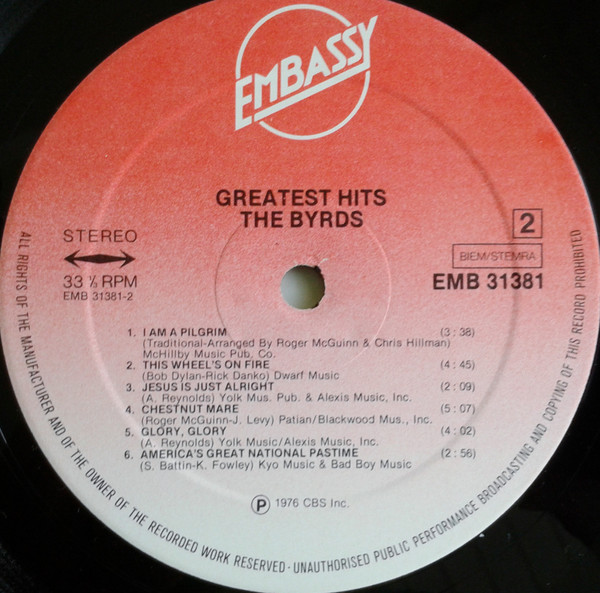 EMBASSY
GREATEST HITS
THE BYRDS
STEREO
33 ⅓ RPM
EMB 31381-2
2
BIEM/STEMRA
EMB 31381
1. I AM A PILGRIM (3 : 38)
(Traditional-Arranged By Roger McGuinn & Chris Hillman)
McHillby Music Pub. Co.
2. THIS WHEEL'S ON FIRE (4 : 45)
(Bob Dylan-Rick Danko) Dwarf Music
3. JESUS IS JUST ALRIGHT (2 : 09)
(A. Reynolds) Yolk Mus. Pub. & Alexis Music, Inc.
4. CHESTNUT MARE (5 : 07)
(Roger McGuinn-J. Levy) Patian/Blackwood Mus., Inc.
5. GLORY, GLORY (4 : 02)
(A. Reynolds) Yolk Music/Alexis Music, Inc.
6. AMERICA'S GREAT NATIONAL PASTIME (2 : 56)
(S. Battin-K. Fowley) Kyo Music & Bad Boy Music
Ⓟ 1976 CBS Inc.
ALL RIGHTS OF THE MANUFACTURER AND OF THE OWNER OF THE RECORDED WORK RESERVED · UNAUTHORISED PUBLIC PERFORMANCE BROADCASTING AND COPYING OF THIS RECORD PROHIBITED